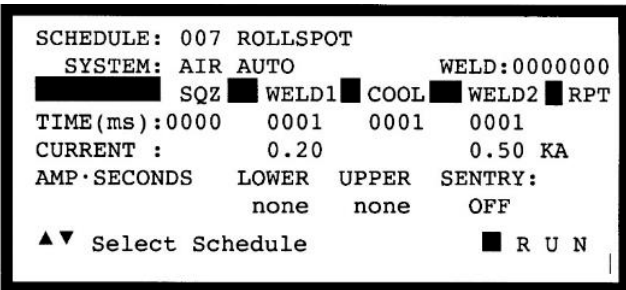 SCHEDULE: 007 ROLLSPOT
SYSTEM: AIR AUTO WELD:0000000
SQZ WELD1 COOL WELD2 RPT
TIME(ms):0000 0001 0001 0001
CURRENT : 0.20 0.50 KA
AMP·SECONDS LOWER UPPER SENTRY:
none none OFF
▲▼ Select Schedule ■ R U N